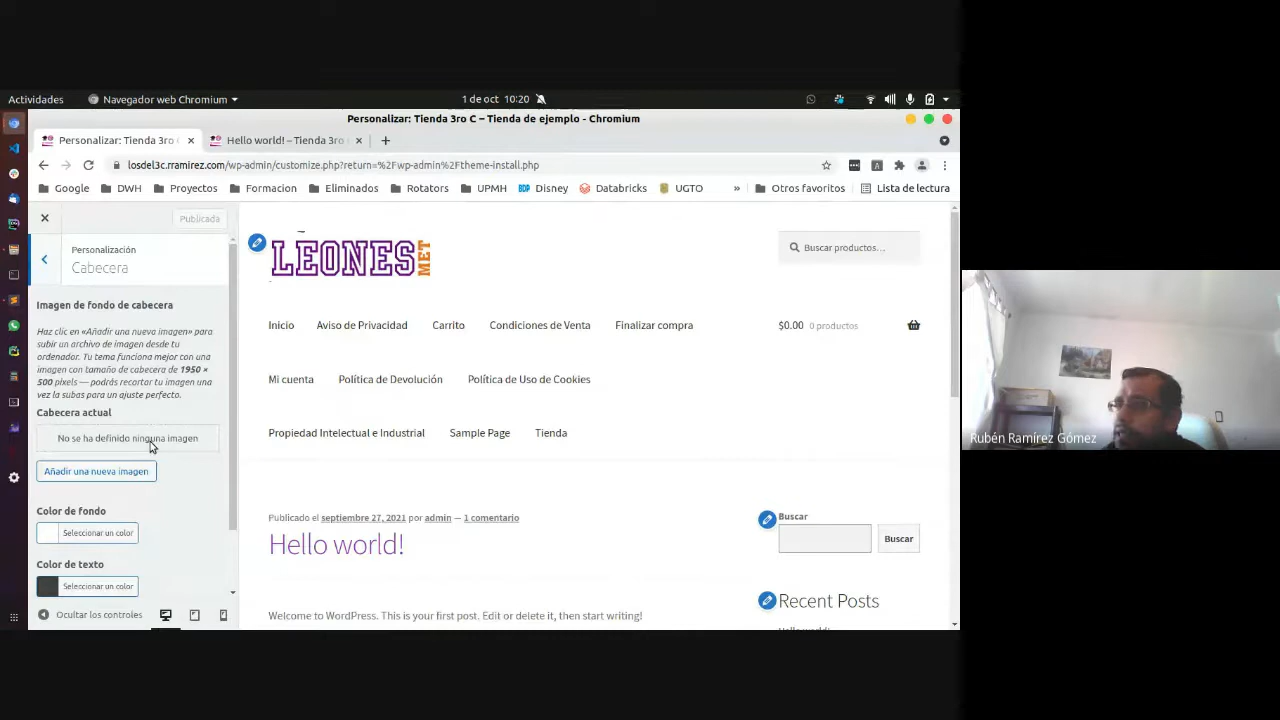 Actividades
Navegador web Chromium
1 de oct 10:20
Personalizar: Tienda 3ro C – Tienda de ejemplo - Chromium
Personalizar: Tienda 3ro
Hello world! – Tienda 3ro
losdel3c.rramirez.com/wp-admin/customize.php?return=%2Fwp-admin%2Ftheme-install.php
Google
DWH
Proyectos
Formacion
Eliminados
Rotators
UPMH
Disney
Databricks
UGTO
»
Otros favoritos
Lista de lectura
Publicada
Personalización
Cabecera
Imagen de fondo de cabecera
Haz clic en «Añadir una nueva imagen» para
subir un archivo de imagen desde tu
ordenador. Tu tema funciona mejor con una
imagen con tamaño de cabecera de 1950 ×
500 píxels — podrás recortar tu imagen una
vez la subas para un ajuste perfecto.
Cabecera actual
No se ha definido ninguna imagen
Añadir una nueva imagen
Color de fondo
Seleccionar un color
Color de texto
Seleccionar un color
Ocultar los controles
LEONES MET
Buscar productos…
Inicio
Aviso de Privacidad
Carrito
Condiciones de Venta
Finalizar compra
$0.00 0 productos
Mi cuenta
Política de Devolución
Política de Uso de Cookies
Propiedad Intelectual e Industrial
Sample Page
Tienda
Publicado el septiembre 27, 2021 por admin — 1 comentario
Hello world!
Welcome to WordPress. This is your first post. Edit or delete it, then start writing!
Buscar
Buscar
Recent Posts
Hello world!
Rubén Ramírez Gómez